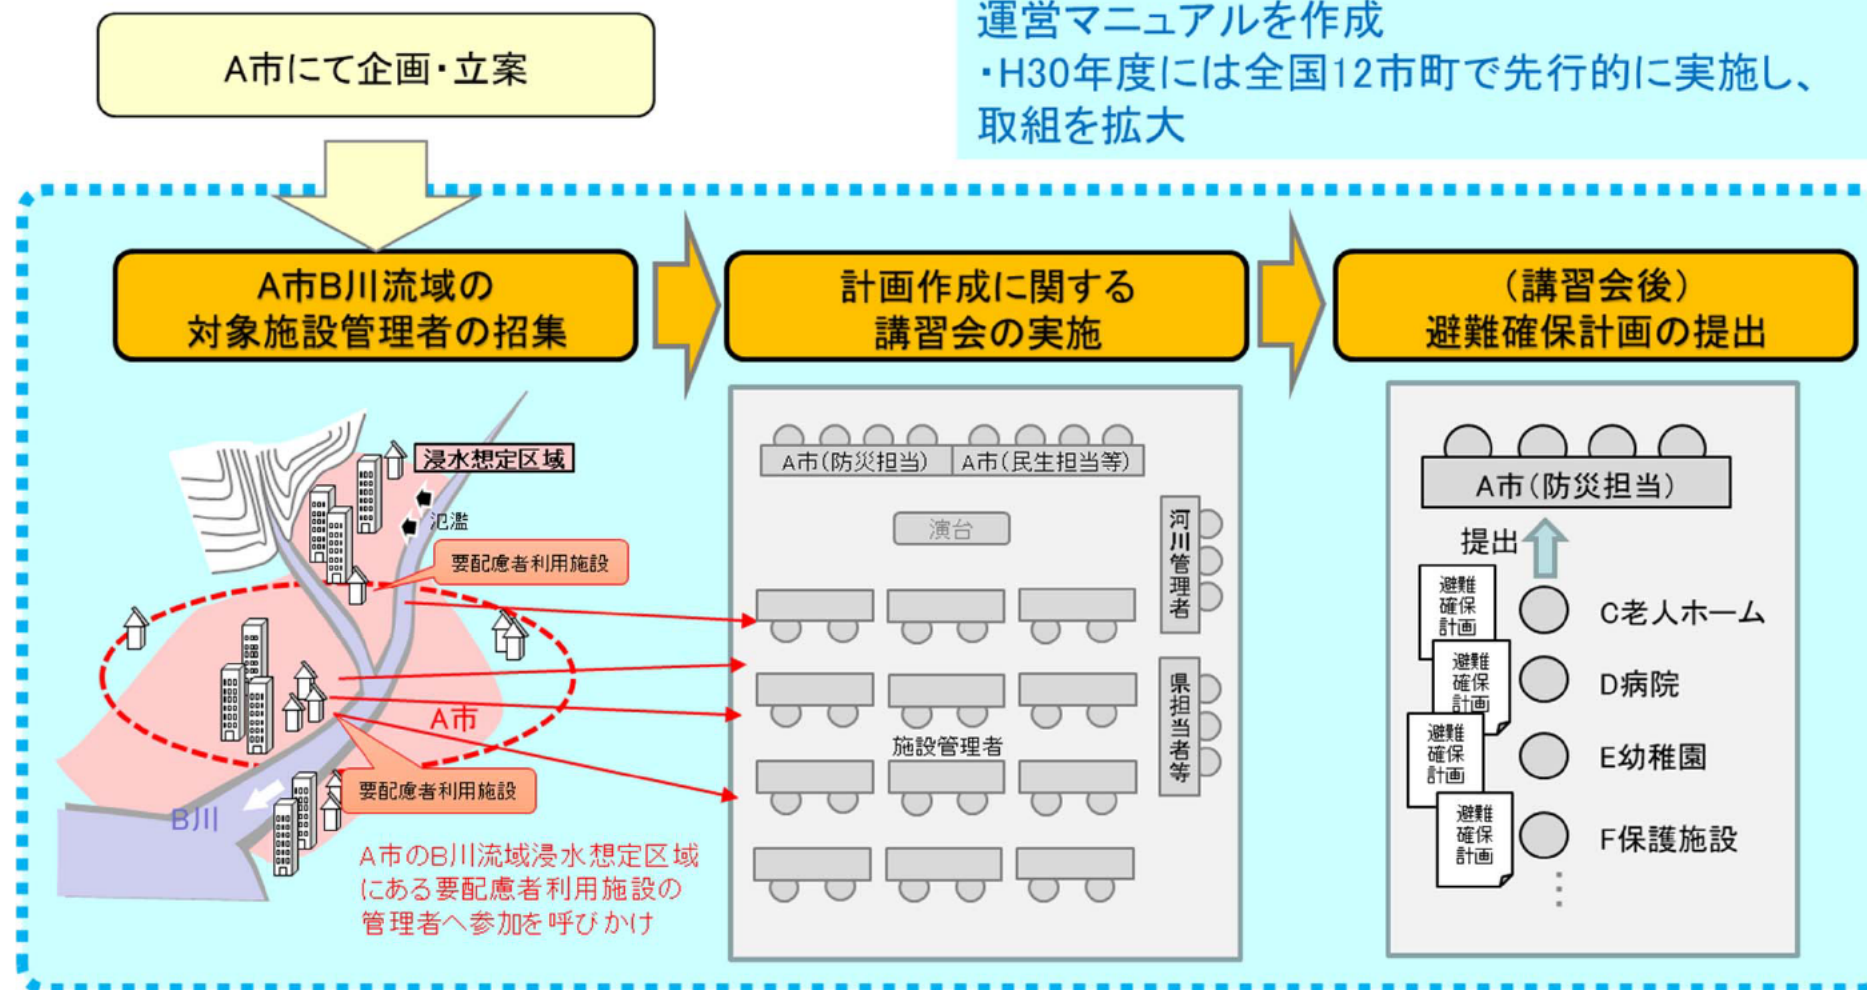 運営マニュアルを作成
・H30年度には全国12市町で先行的に実施し、
取組を拡大
A市にて企画・立案
A市B川流域の
対象施設管理者の招集
計画作成に関する
講習会の実施
(講習会後)
避難確保計画の提出
浸水想定区域
氾濫
要配慮者利用施設
A市
要配慮者利用施設
B川
A市のB川流域浸水想定区域
にある要配慮者利用施設の
管理者へ参加を呼びかけ
A市(防災担当)
A市(民生担当等)
演台
河川管理者
県担当者等
施設管理者
A市(防災担当)
提出
避難
確保
計画
C老人ホーム
避難
確保
計画
D病院
避難
確保
計画
E幼稚園
避難
確保
計画
F保護施設